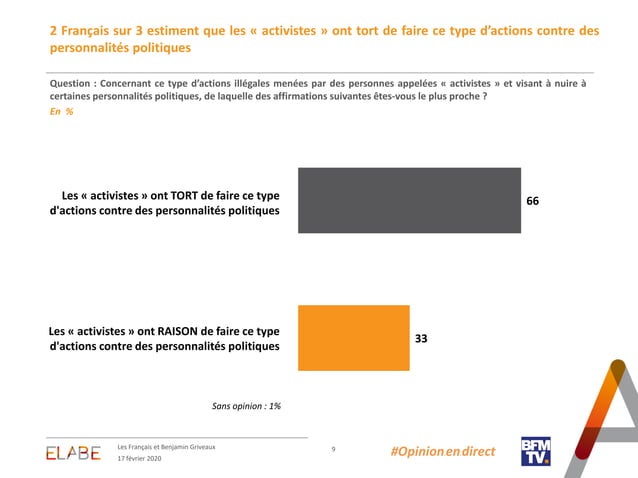 2 Français sur 3 estiment que les « activistes » ont tort de faire ce type d’actions contre des
personnalités politiques
Question : Concernant ce type d’actions illégales menées par des personnes appelées « activistes » et visant à nuire à
certaines personnalités politiques, de laquelle des affirmations suivantes êtes-vous le plus proche ?
En %
Les « activistes » ont TORT de faire ce type
d'actions contre des personnalités politiques
66
Les « activistes » ont RAISON de faire ce type
d'actions contre des personnalités politiques
33
Sans opinion : 1%
ELABE
Les Français et Benjamin Griveaux
17 février 2020
9
#Opinionendirect
BFM
TV.